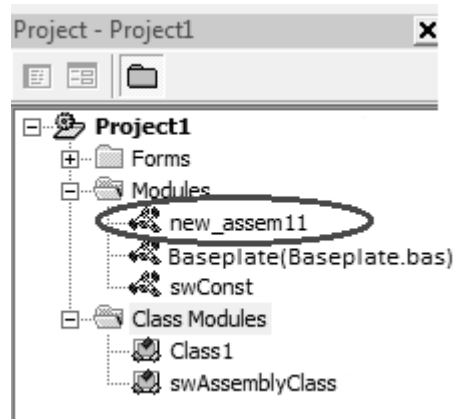 Project - Project1
Project1
Forms
Modules
new_assem11
Baseplate(Baseplate.bas)
swConst
Class Modules
Class1
swAssemblyClass